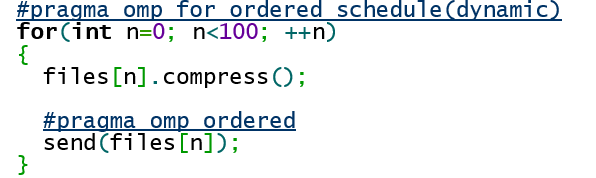 #pragma omp for ordered schedule(dynamic)
for(int n=0; n<100; ++n)
{
  files[n].compress();

  #pragma omp ordered
  send(files[n]);
}